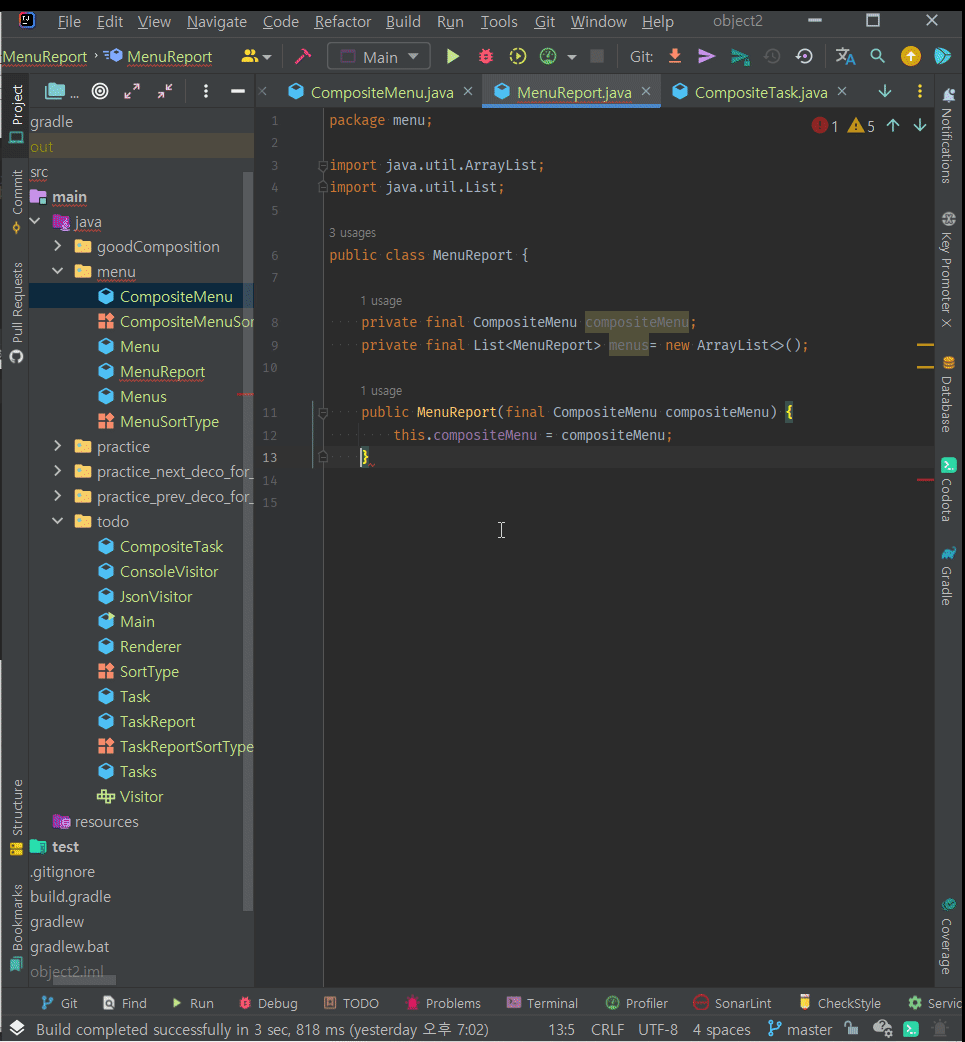 File Edit View Navigate Code Refactor Build Run Tools Git Window Help object2
MenuReport MenuReport Main Git:
Project
...
CompositeMenu.java MenuReport.java CompositeTask.java
gradle
out
src
main
java
goodComposition
menu
CompositeMenu
CompositeMenuSor
Menu
MenuReport
Menus
MenuSortType
practice
practice_next_deco_for_
practice_prev_deco_for_
todo
CompositeTask
ConsoleVisitor
JsonVisitor
Main
Renderer
SortType
Task
TaskReport
TaskReportSortType
Tasks
Visitor
resources
test
.gitignore
build.gradle
gradlew
gradlew.bat
object2.iml
Commit
Pull Requests
Structure
Bookmarks
1 5
1 package menu;
2
3 import java.util.ArrayList;
4 import java.util.List;
5
3 usages
6 public class MenuReport {
7
1 usage
8 private final CompositeMenu compositeMenu;
9 private final List<MenuReport> menus= new ArrayList<>();
10
1 usage
11 public MenuReport(final CompositeMenu compositeMenu) {
12 this.compositeMenu = compositeMenu;
13 }
14
15
Notifications
Key Promoter X
Database
Codota
Gradle
Coverage
Git Find Run Debug TODO Problems Terminal Profiler SonarLint CheckStyle Servic
Build completed successfully in 3 sec, 818 ms (yesterday 오후 7:02) 13:5 CRLF UTF-8 4 spaces master